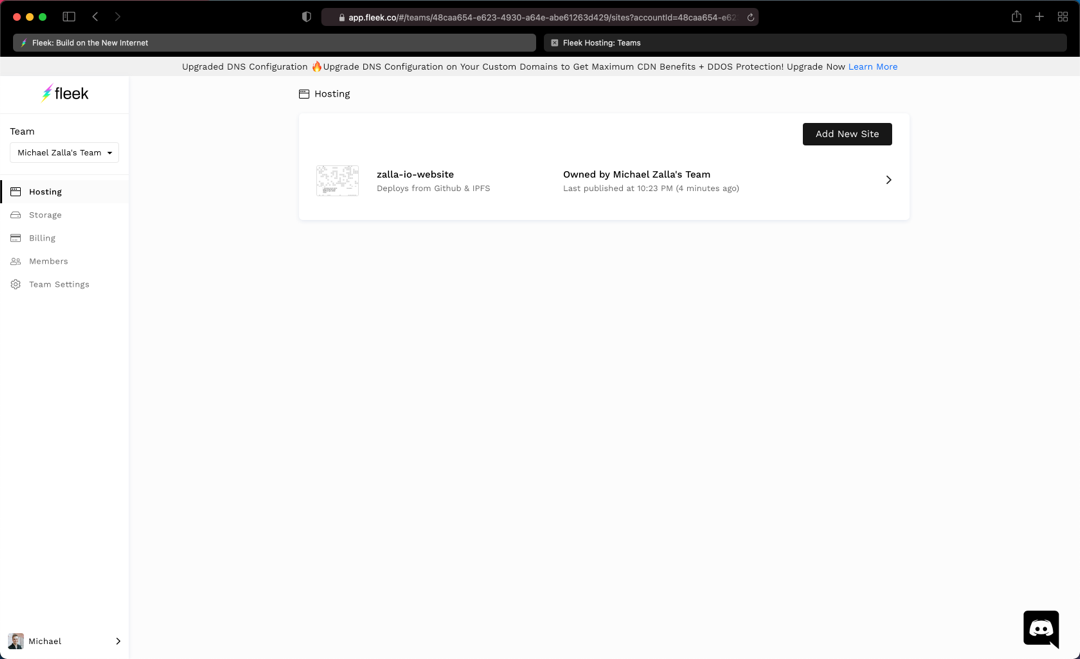 app.fleek.co/#/teams/48caa654-e623-4930-a64e-abe61263d429/sites?accountId=48caa654-e62
Fleek: Build on the New Internet
Fleek Hosting: Teams
Upgraded DNS Configuration 🔥Upgrade DNS Configuration on Your Custom Domains to Get Maximum CDN Benefits + DDOS Protection! Upgrade Now Learn More
fleek
Hosting
Team
Michael Zalla's Team
Add New Site
zalla-io-website
Deploys from Github & IPFS
Owned by Michael Zalla's Team
Last published at 10:23 PM (4 minutes ago)
Hosting
Storage
Billing
Members
Team Settings
Michael